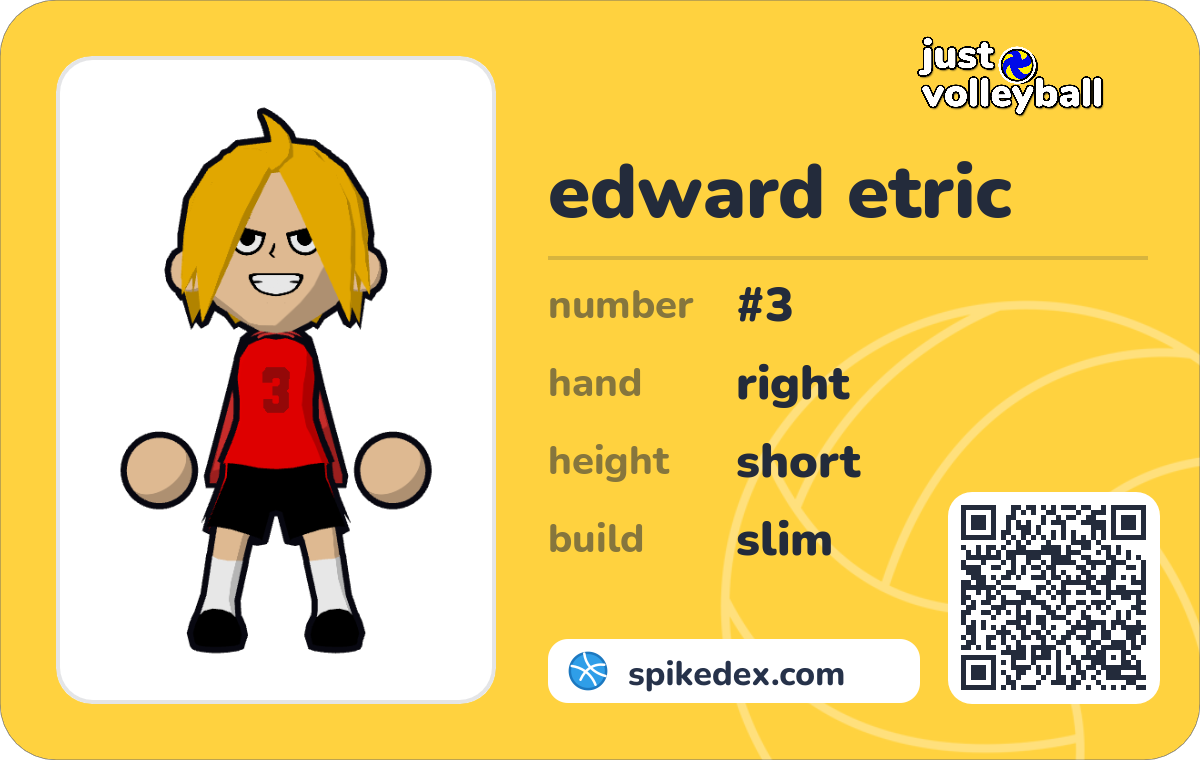 just
volleyball
edward etric
number #3
hand right
height short
build slim
3
spikedex.com